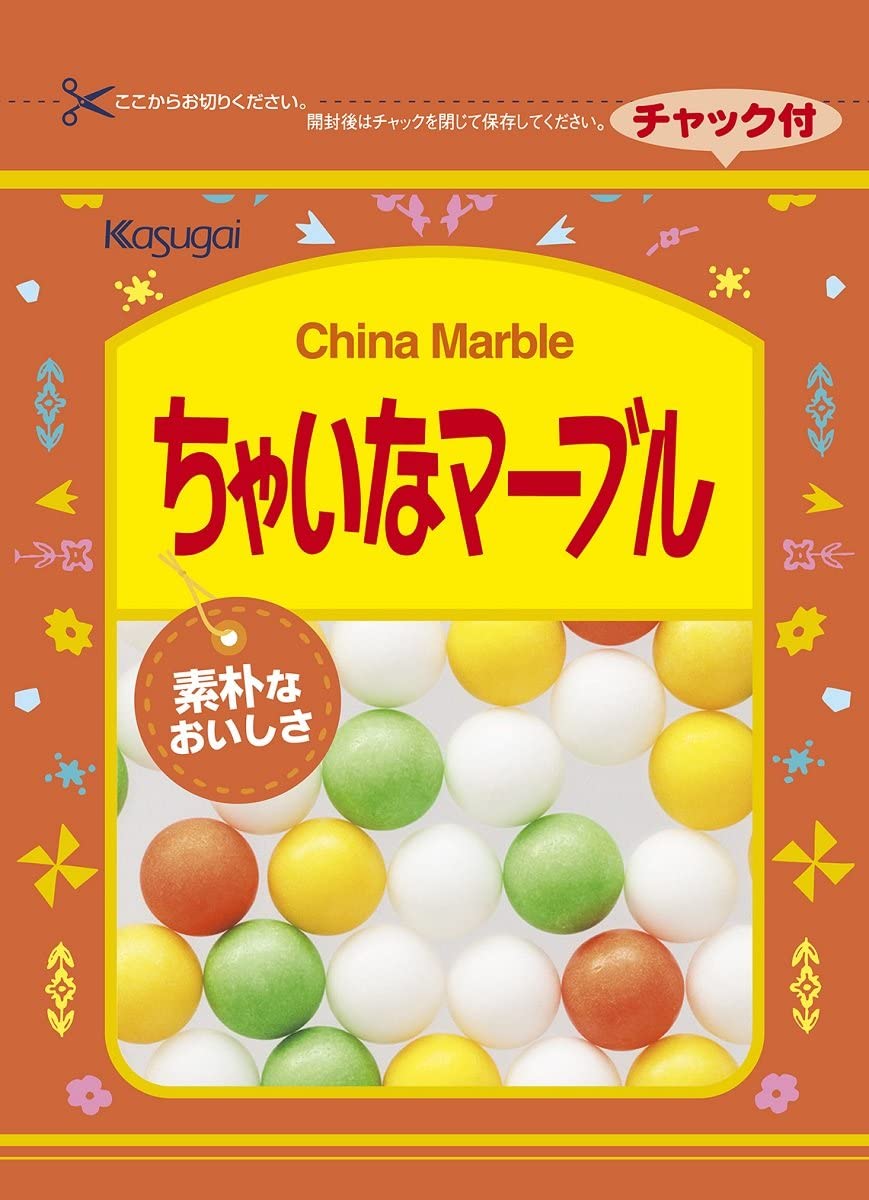 ここからお切りください。
開封後はチャックを閉じて保存してください。
チャック付
Kasugai
China Marble
ちゃいなマーブル
素朴な
おいしさ